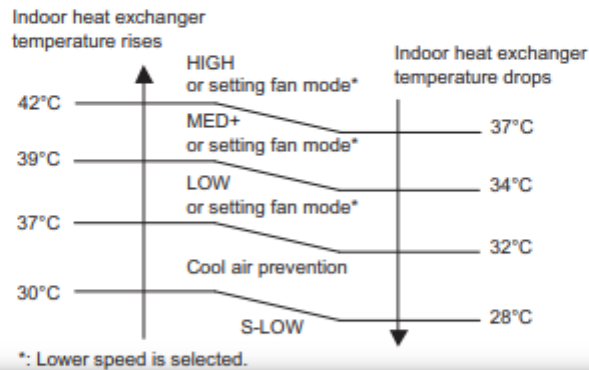 Indoor heat exchanger
temperature rises
Indoor heat exchanger
temperature drops
HIGH
or setting fan mode*
42°C
37°C
MED+
or setting fan mode*
39°C
34°C
LOW
or setting fan mode*
37°C
32°C
Cool air prevention
30°C
28°C
S-LOW
*: Lower speed is selected.